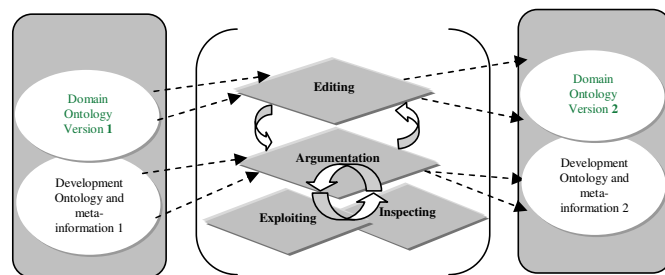 Domain
Ontology
Version 1
Development
Ontology and
meta-
information 1
Editing
Argumentation
Exploiting
Inspecting
Domain
Ontology
Version 2
Development
Ontology and
meta-
information 2